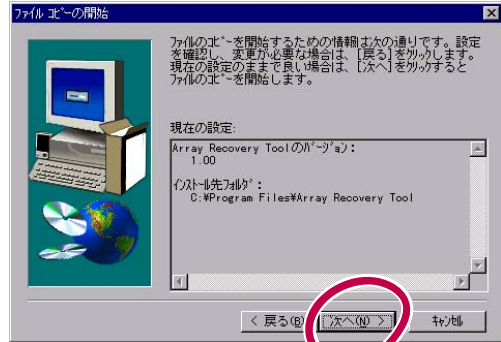 ファイル コピーの開始
ファイルのコピーを開始するための情報は次の通りです。設定
を確認し、変更が必要な場合は、[戻る]をクリックします。
現在の設定のままで良い場合は、[次へ]をクリックすると
ファイルのコピーを開始します。
現在の設定:
Array Recovery Toolのバージョン:
1.00
インストール先フォルダ:
C:¥Program Files¥Array Recovery Tool
< 戻る(B)
次へ(N) >
キャンセル